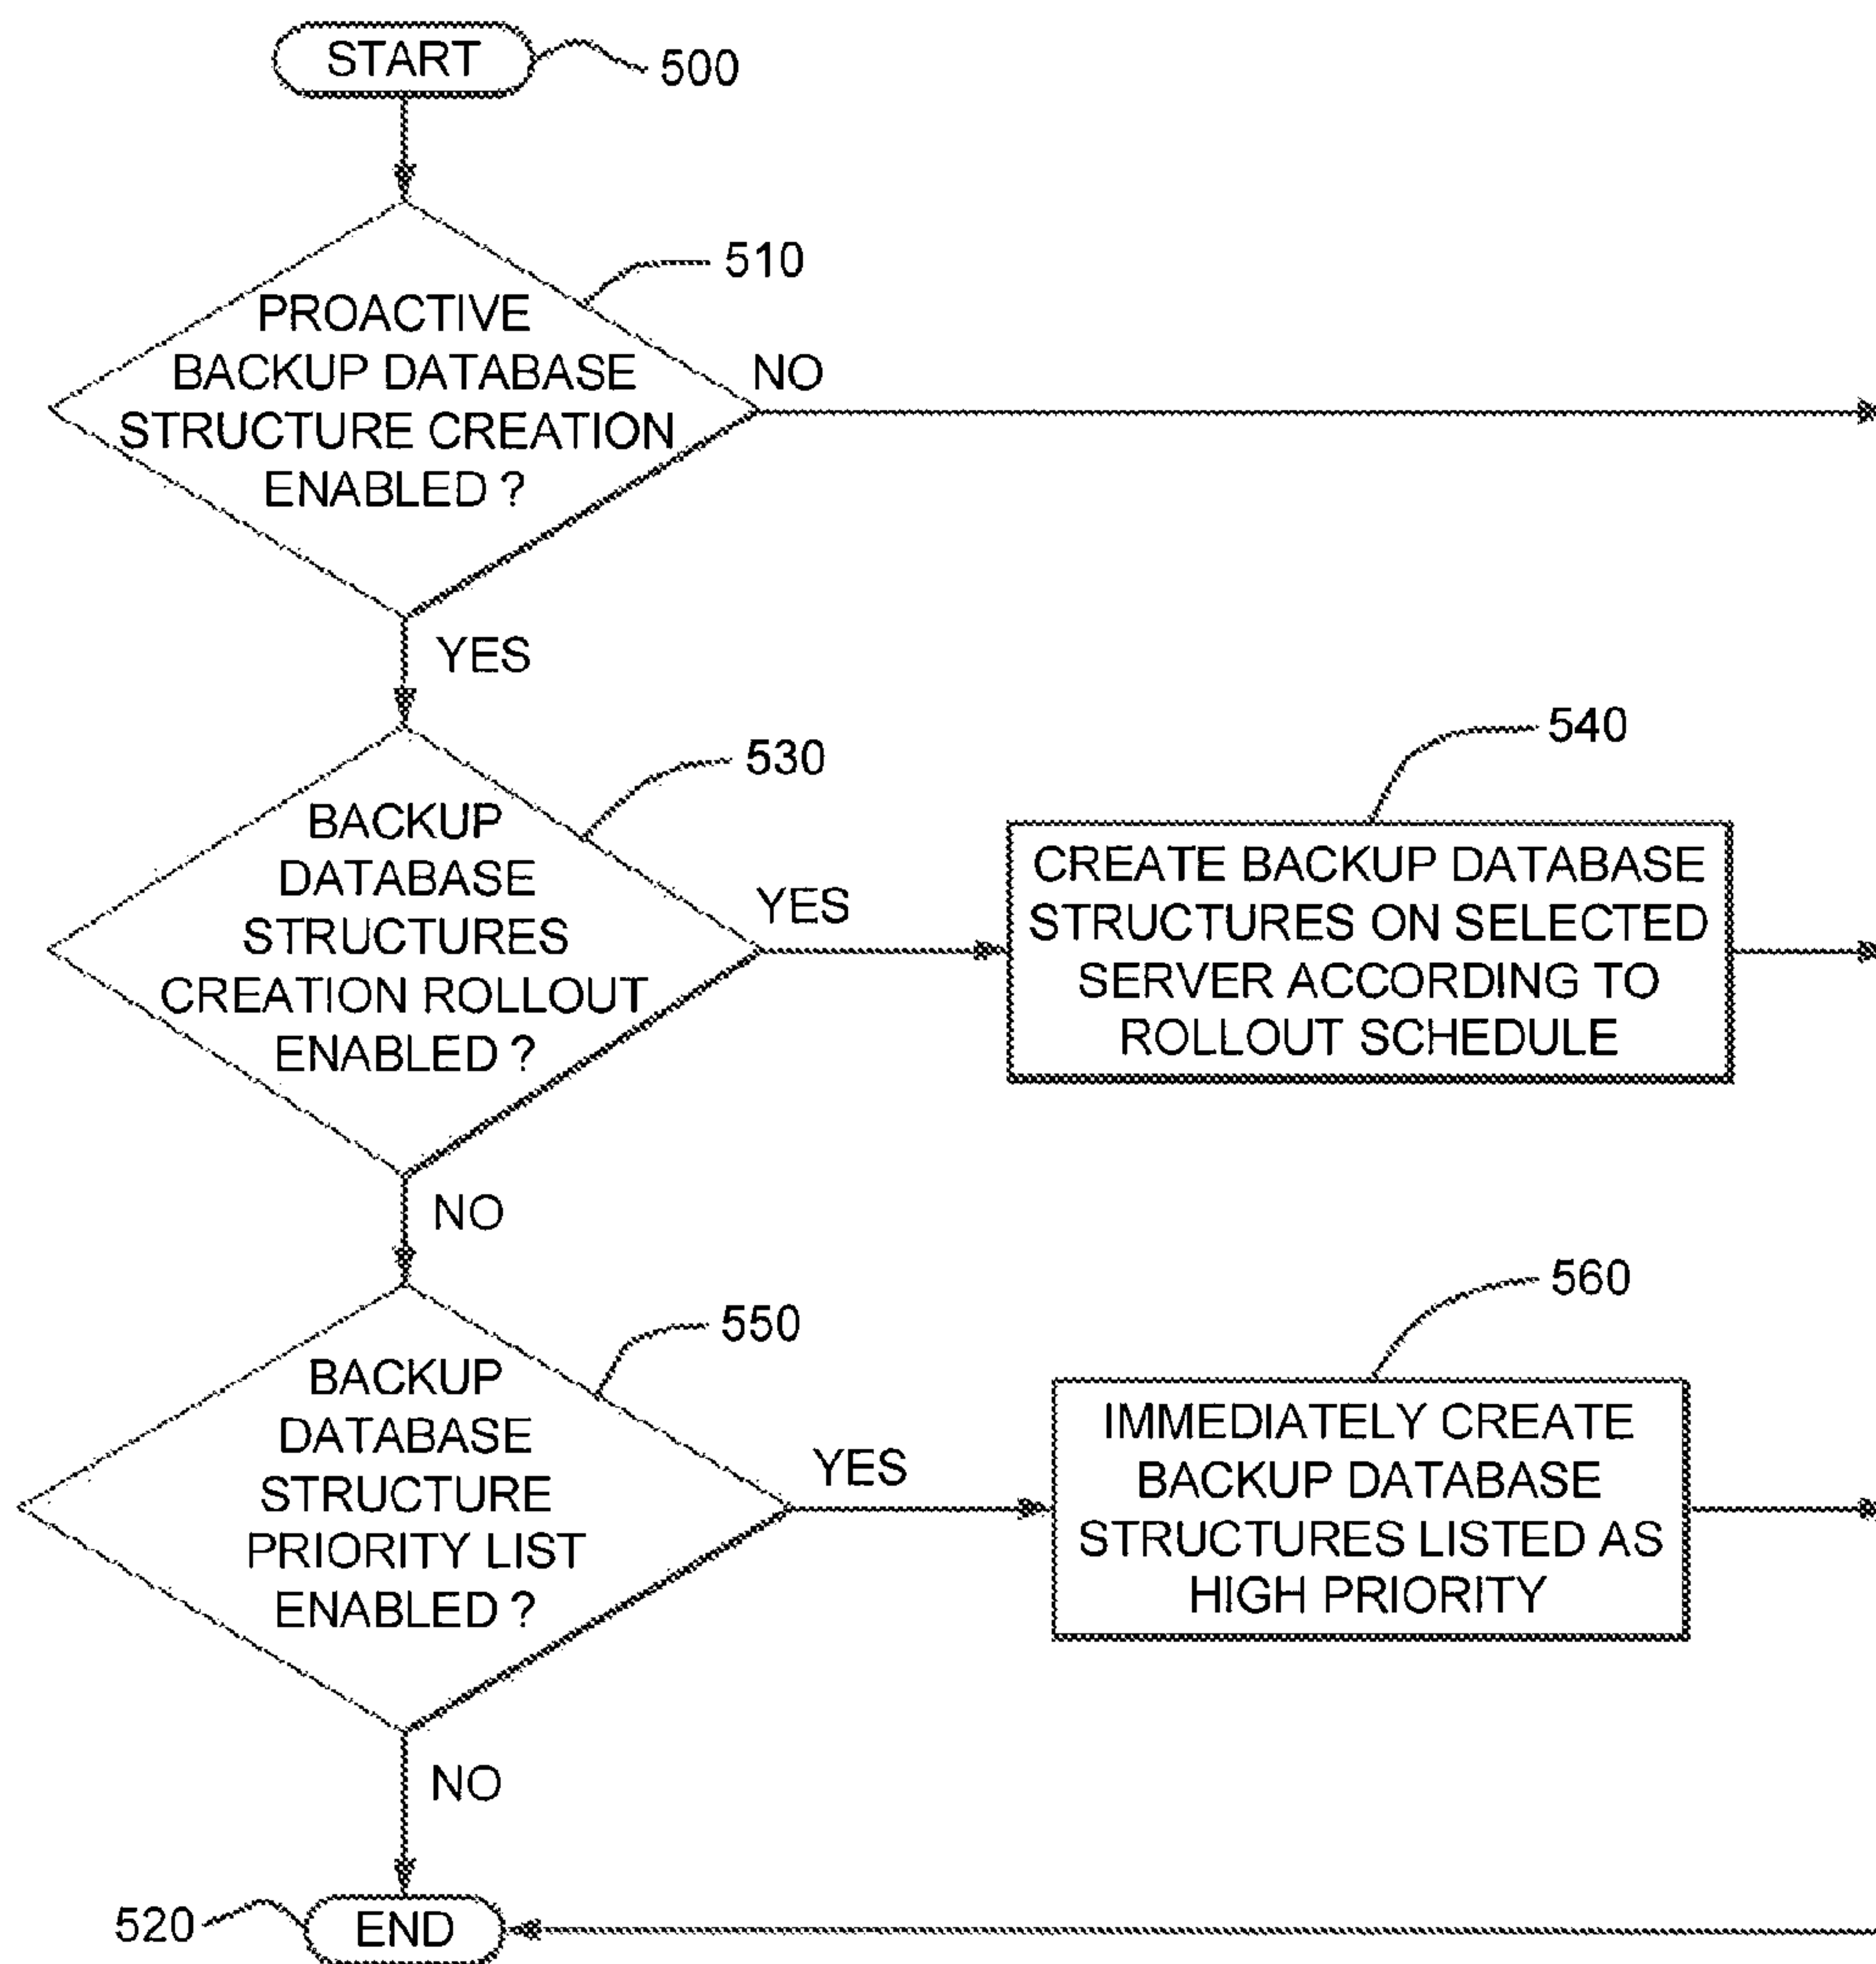 START
500
510
PROACTIVE
BACKUP DATABASE
STRUCTURE CREATION
ENABLED ?
NO
YES
530
BACKUP
DATABASE
STRUCTURES
CREATION ROLLOUT
ENABLED ?
YES
540
CREATE BACKUP DATABASE
STRUCTURES ON SELECTED
SERVER ACCORDING TO
ROLLOUT SCHEDULE
NO
550
BACKUP
DATABASE
STRUCTURE
PRIORITY LIST
ENABLED ?
YES
560
IMMEDIATELY CREATE
BACKUP DATABASE
STRUCTURES LISTED AS
HIGH PRIORITY
NO
520
END